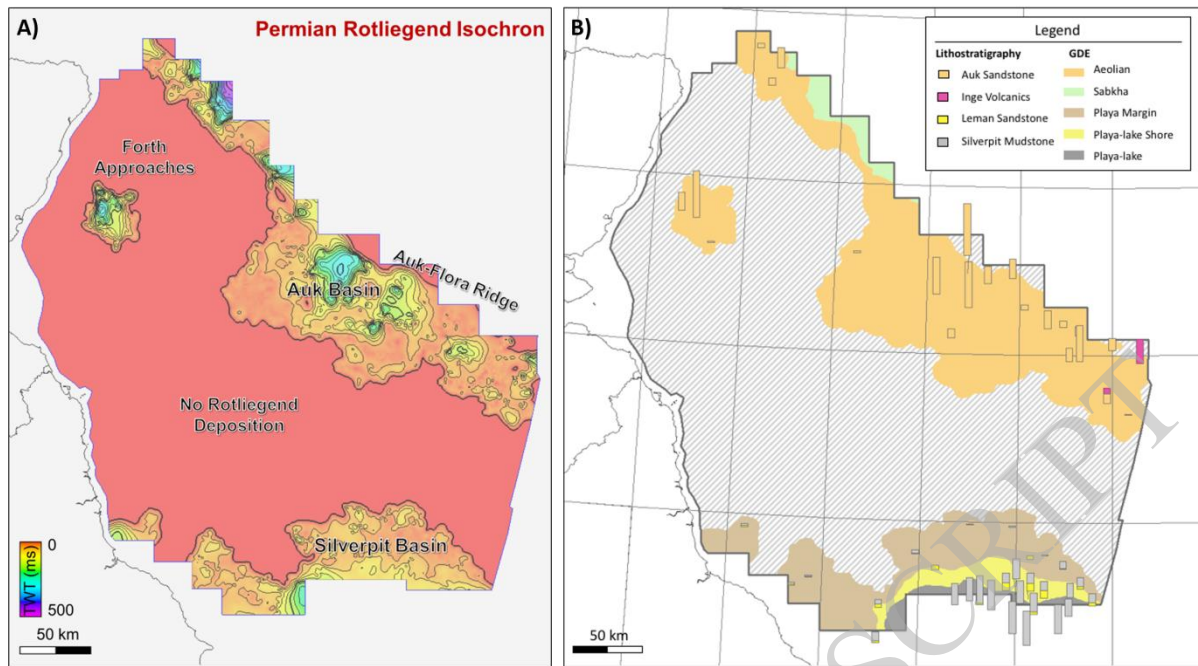 A)
Permian Rotliegend Isochron
Forth
Approaches
Auk-Flora Ridge
Auk Basin
No Rotliegend
Deposition
Silverpit Basin
0
TWT (ms)
500
50 km
B)
Legend
Lithostratigraphy
GDE
Auk Sandstone
Aeolian
Inge Volcanics
Sabkha
Leman Sandstone
Playa Margin
Silverpit Mudstone
Playa-lake Shore
Playa-lake
50 km
SCRIPT